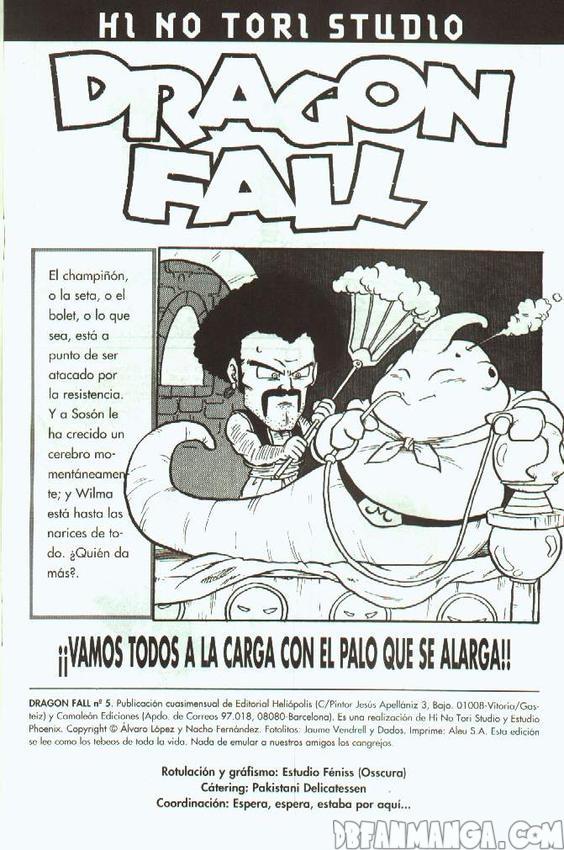 HI NO TORI STUDIO
DRAGON
FALL
El champiñón,
o la seta, o el
bolet, o lo que
sea, está a
punto de ser
atacado por
la resistencia.
Y a Sosón le
ha crecido un
cerebro mo-
mentáneamen
te; y Wilma
está hasta las
narices de to-
do. ¿Quién da
más?.
¡¡VAMOS TODOS A LA CARGA CON EL PALO QUE SE ALARGA!!
DRAGON FALL nº 5. Publicación cuasimensual de Editorial Heliópolis (C/Pintor Jesús Apellániz 3, Bajo. 01008-Vitoria/Gas-
teiz) y Camaleón Ediciones (Apdo. de Correos 97.018, 08080-Barcelona). Es una realización de Hi No Tori Studio y Estudio
Phoenix. Copyright © Álvaro López y Nacho Fernández. Fotolitos: Jaume Vendrell y Dados. Imprime: Aleu S.A. Esta edición
se lee como los tebeos de toda la vida. Nada de emular a nuestros amigos los cangrejos.
Rotulación y gráfismo: Estudio Féniss (Osscura)
Cátering: Pakistani Delicatessen
Coordinación: Espera, espera, estaba por aquí...
DBFANMANGA.COM